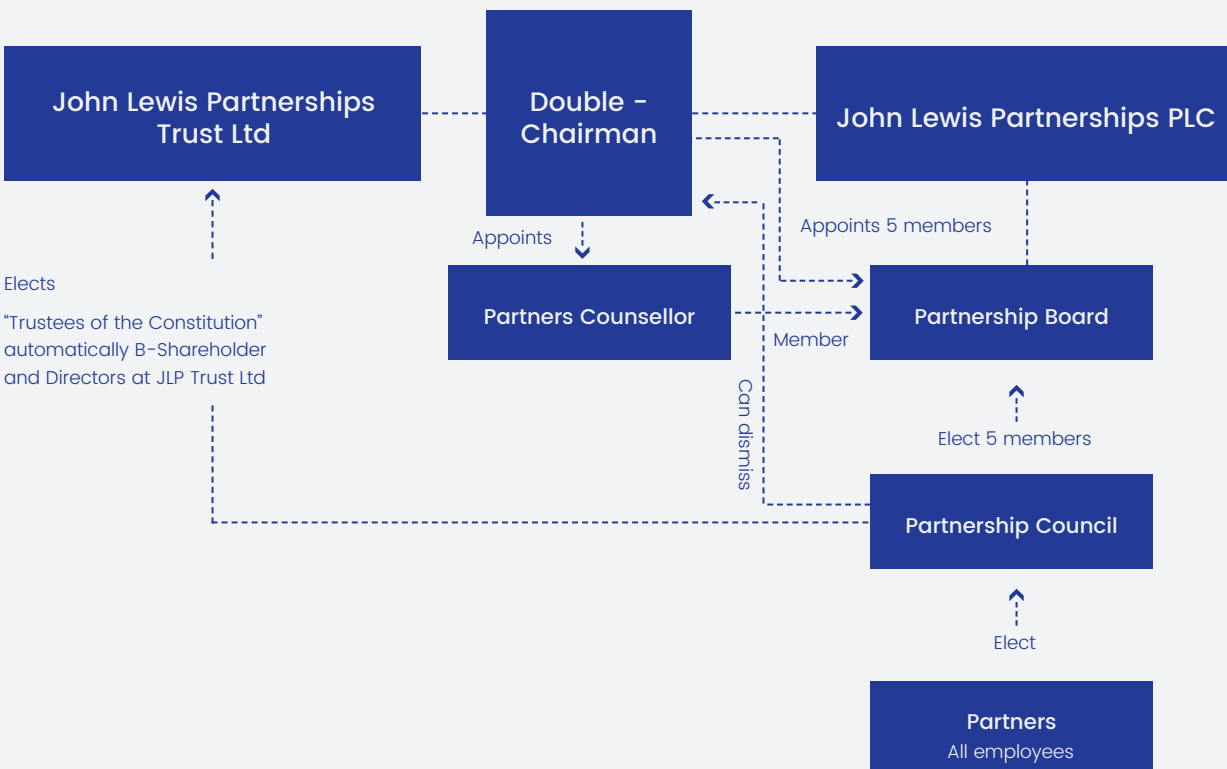 John Lewis Partnerships
Trust Ltd
Double -
Chairman
John Lewis Partnerships PLC
Appoints
Appoints 5 members
Elects
“Trustees of the Constitution”
automatically B-Shareholder
and Directors at JLP Trust Ltd
Partners Counsellor
Member
Partnership Board
Can dismiss
Elect 5 members
Partnership Council
Elect
Partners
All employees